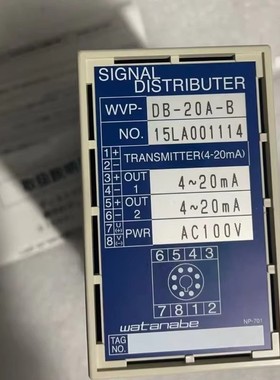 SIGNAL
DISTRIBUTER
WVP- DB-20A-B
NO. 15LA001114
1 + TRANSMITTER(4-20mA)
2 -
3 + OUT 1 4~20mA
4 -
5 + OUT 2 4~20mA
6 -
7 U(+) PWR AC100V
8 V(-)
6 5 4 3
7 8 1 2
watanabe
NP-701
TAG NO.